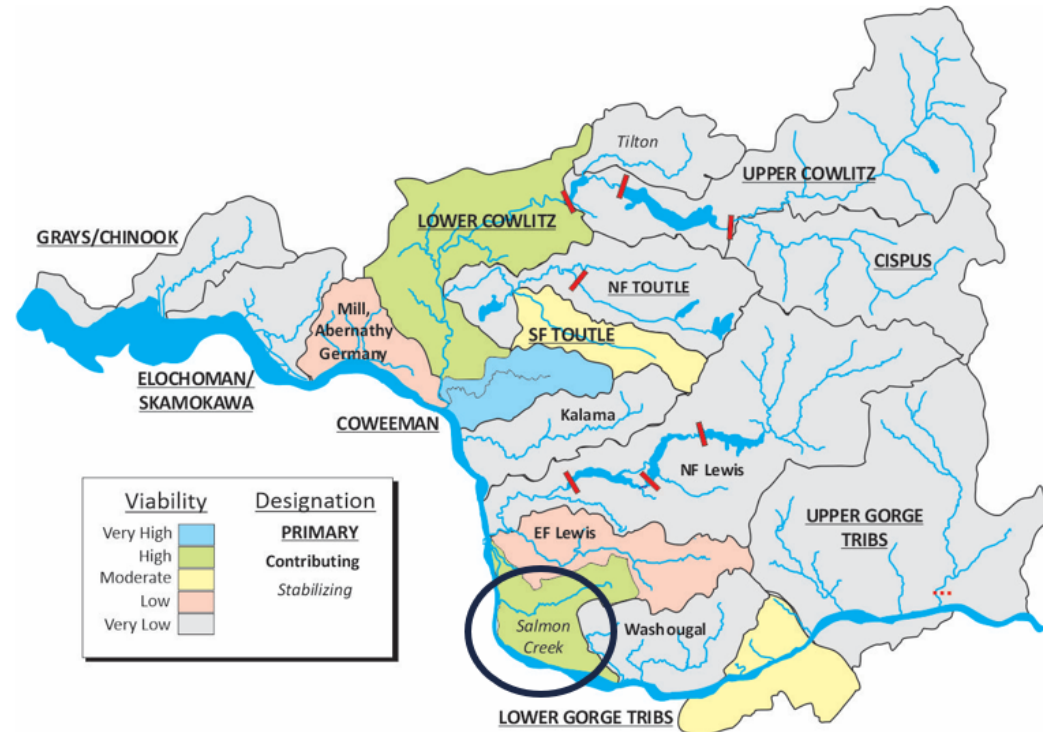 Tilton
UPPER COWLITZ
LOWER COWLITZ
GRAYS/CHINOOK
CISPUS
NF TOUTLE
Mill,
Abernathy
Germany
SF TOUTLE
ELOCHOMAN/
SKAMOKAWA
COWEEMAN
Kalama
NF Lewis
Viability
Very High
High
Moderate
Low
Very Low
Designation
PRIMARY
Contributing
Stabilizing
UPPER GORGE
TRIBS
EF Lewis
Salmon
Creek
Washougal
LOWER GORGE TRIBS